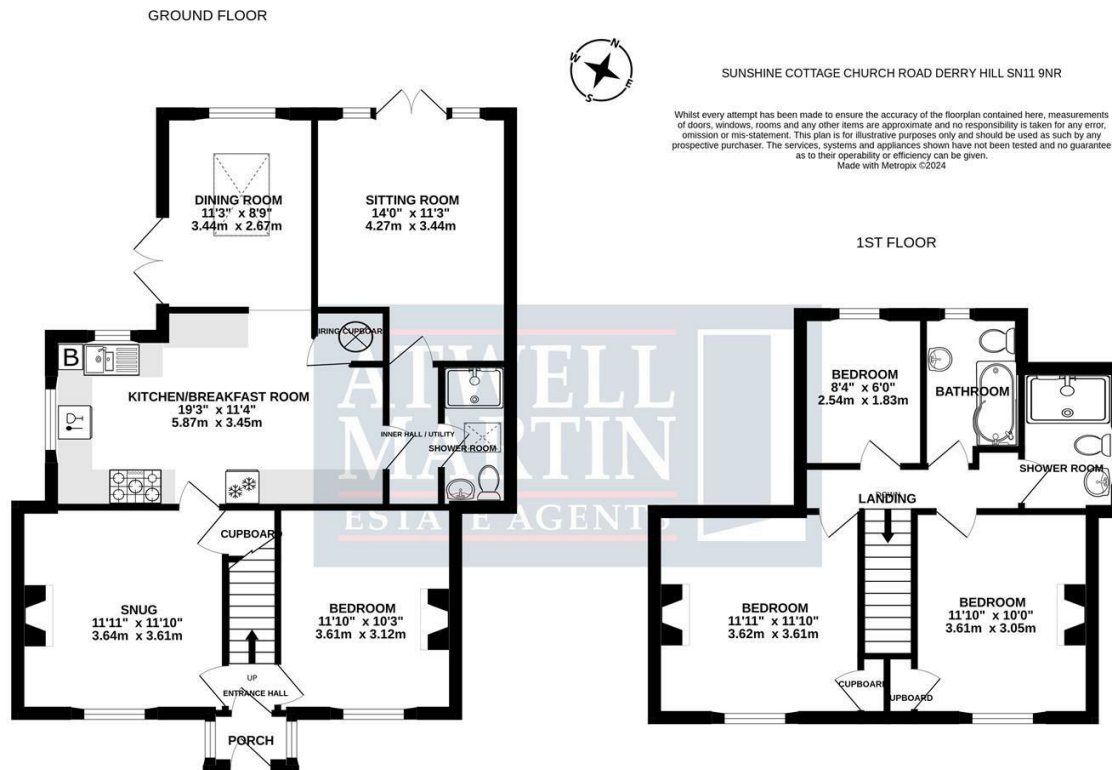 GROUND FLOOR
N
W
E
S
SUNSHINE COTTAGE CHURCH ROAD DERRY HILL SN11 9NR
Whilst every attempt has been made to ensure the accuracy of the floorplan contained here, measurements
of doors, windows, rooms and any other items are approximate and no responsibility is taken for any error,
omission or mis-statement. This plan is for illustrative purposes only and should be used as such by any
prospective purchaser. The services, systems and appliances shown have not been tested and no guarantee
as to their operability or efficiency can be given.
Made with Metropix ©2024
DINING ROOM
11'3" x 8'9"
3.44m x 2.67m
SITTING ROOM
14'0" x 11'3"
4.27m x 3.44m
IRING CUPBOAR
B
KITCHEN/BREAKFAST ROOM
19'3" x 11'4"
5.87m x 3.45m
INNER HALL / UTILITY
SHOWER ROOM
CUPBOARD
SNUG
11'11" x 11'10"
3.64m x 3.61m
BEDROOM
11'10" x 10'3"
3.61m x 3.12m
UP
ENTRANCE HALL
PORCH
ATWELL
MARTIN
ESTATE AGENTS
1ST FLOOR
BEDROOM
8'4" x 6'0"
2.54m x 1.83m
BATHROOM
SHOWER ROOM
DOWN
LANDING
BEDROOM
11'11" x 11'10"
3.62m x 3.61m
BEDROOM
11'10" x 10'0"
3.61m x 3.05m
CUPBOARD
UPBOARD